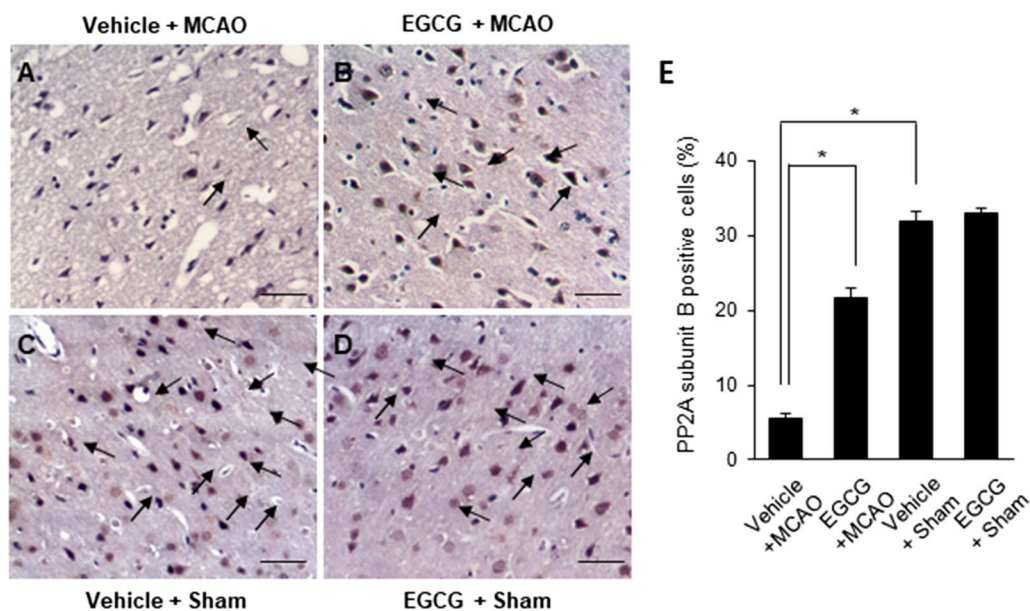 Vehicle + MCAO
EGCG + MCAO
A
B
C
D
Vehicle + Sham
EGCG + Sham
E
*
*
PP2A subunit B positive cells (%)
40
30
20
10
0
Vehicle
+MCAO
EGCG
+MCAO
Vehicle
+ Sham
EGCG
+ Sham